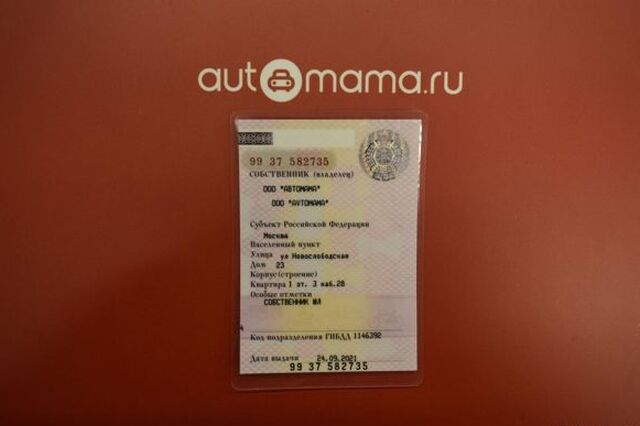 automama.ru
99 37 582735
СОБСТВЕННИК (владелец)
ООО "АВТОМАМА"
ООО "AVTOMAMA"
Субъект Российской Федерации
Москва
Населенный пункт
Улица ул Новослободская
Дом 23
Корпус(строение)
Квартира 1 эт. 3 каб.28
Особые отметки
СОБСТВЕННИК ЮЛ
Код подразделения ГИБДД 1146392
Дата выдачи 24.09.2021
99 37 582735